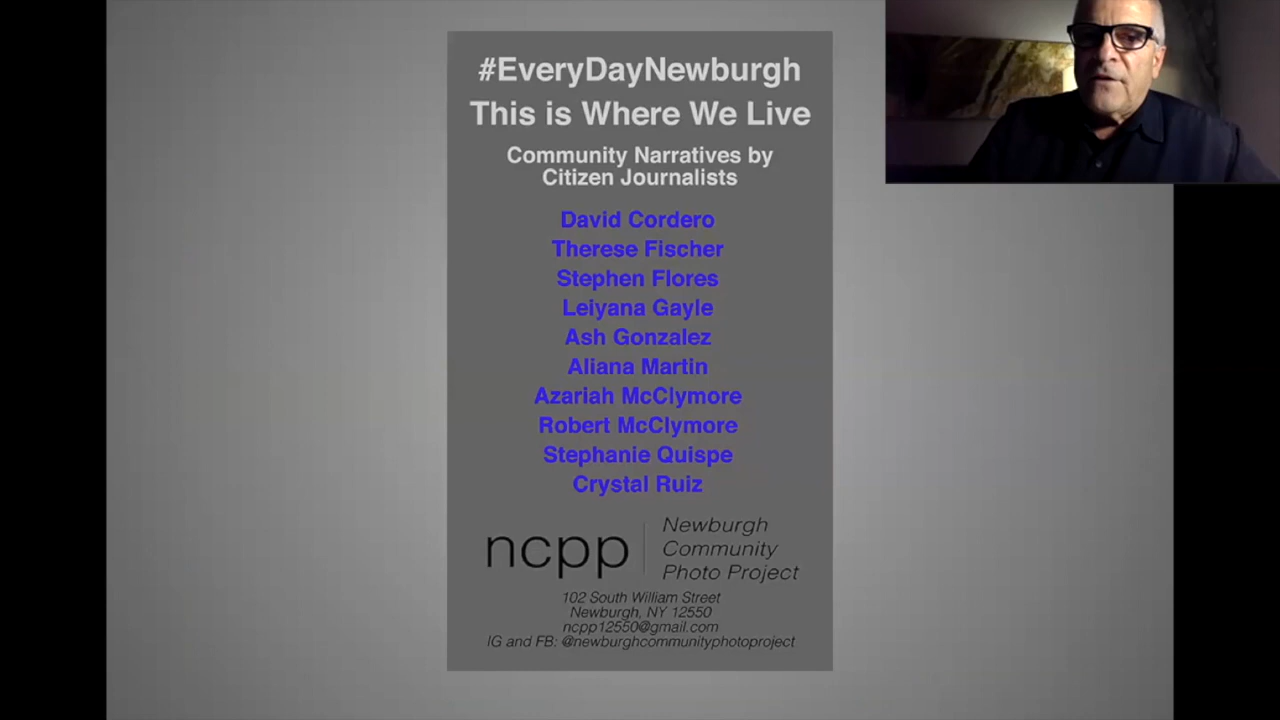 #EveryDayNewburgh
This is Where We Live
Community Narratives by
Citizen Journalists
David Cordero
Therese Fischer
Stephen Flores
Leiyana Gayle
Ash Gonzalez
Aliana Martin
Azariah McClymore
Robert McClymore
Stephanie Quispe
Crystal Ruiz
ncpp
Newburgh
Community
Photo Project
102 South William Street
Newburgh, NY 12550
ncpp12550@gmail.com
IG and FB: @newburghcommunityphotoproject